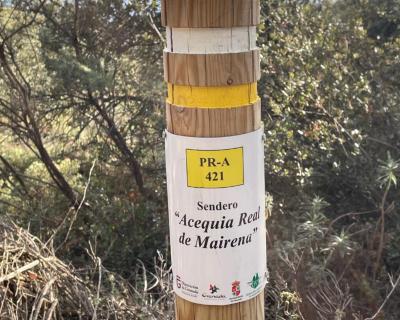 PR-A
421
Sendero
"Acequia Real
de Mairena"